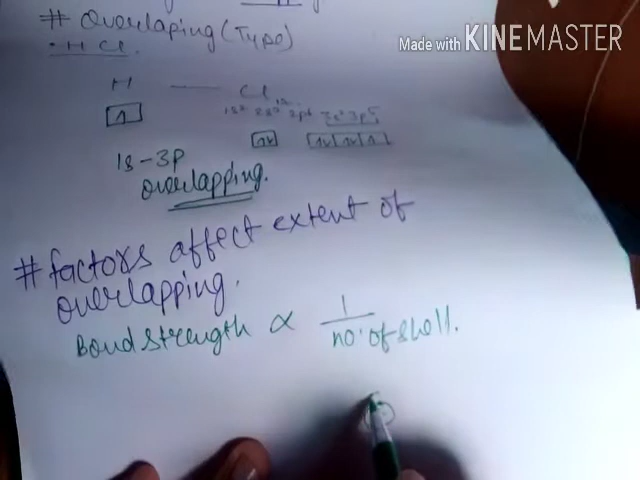 # Overlaping (Type)
Made with KINEMASTER
• H Cl.
H — Cl
1s² 2s² 2p⁶ 3s² 3p⁵
1
1s-3p
overlapping.
# factors affect extent of
overlapping.
Bond strength ∝ 1/no. of shell.